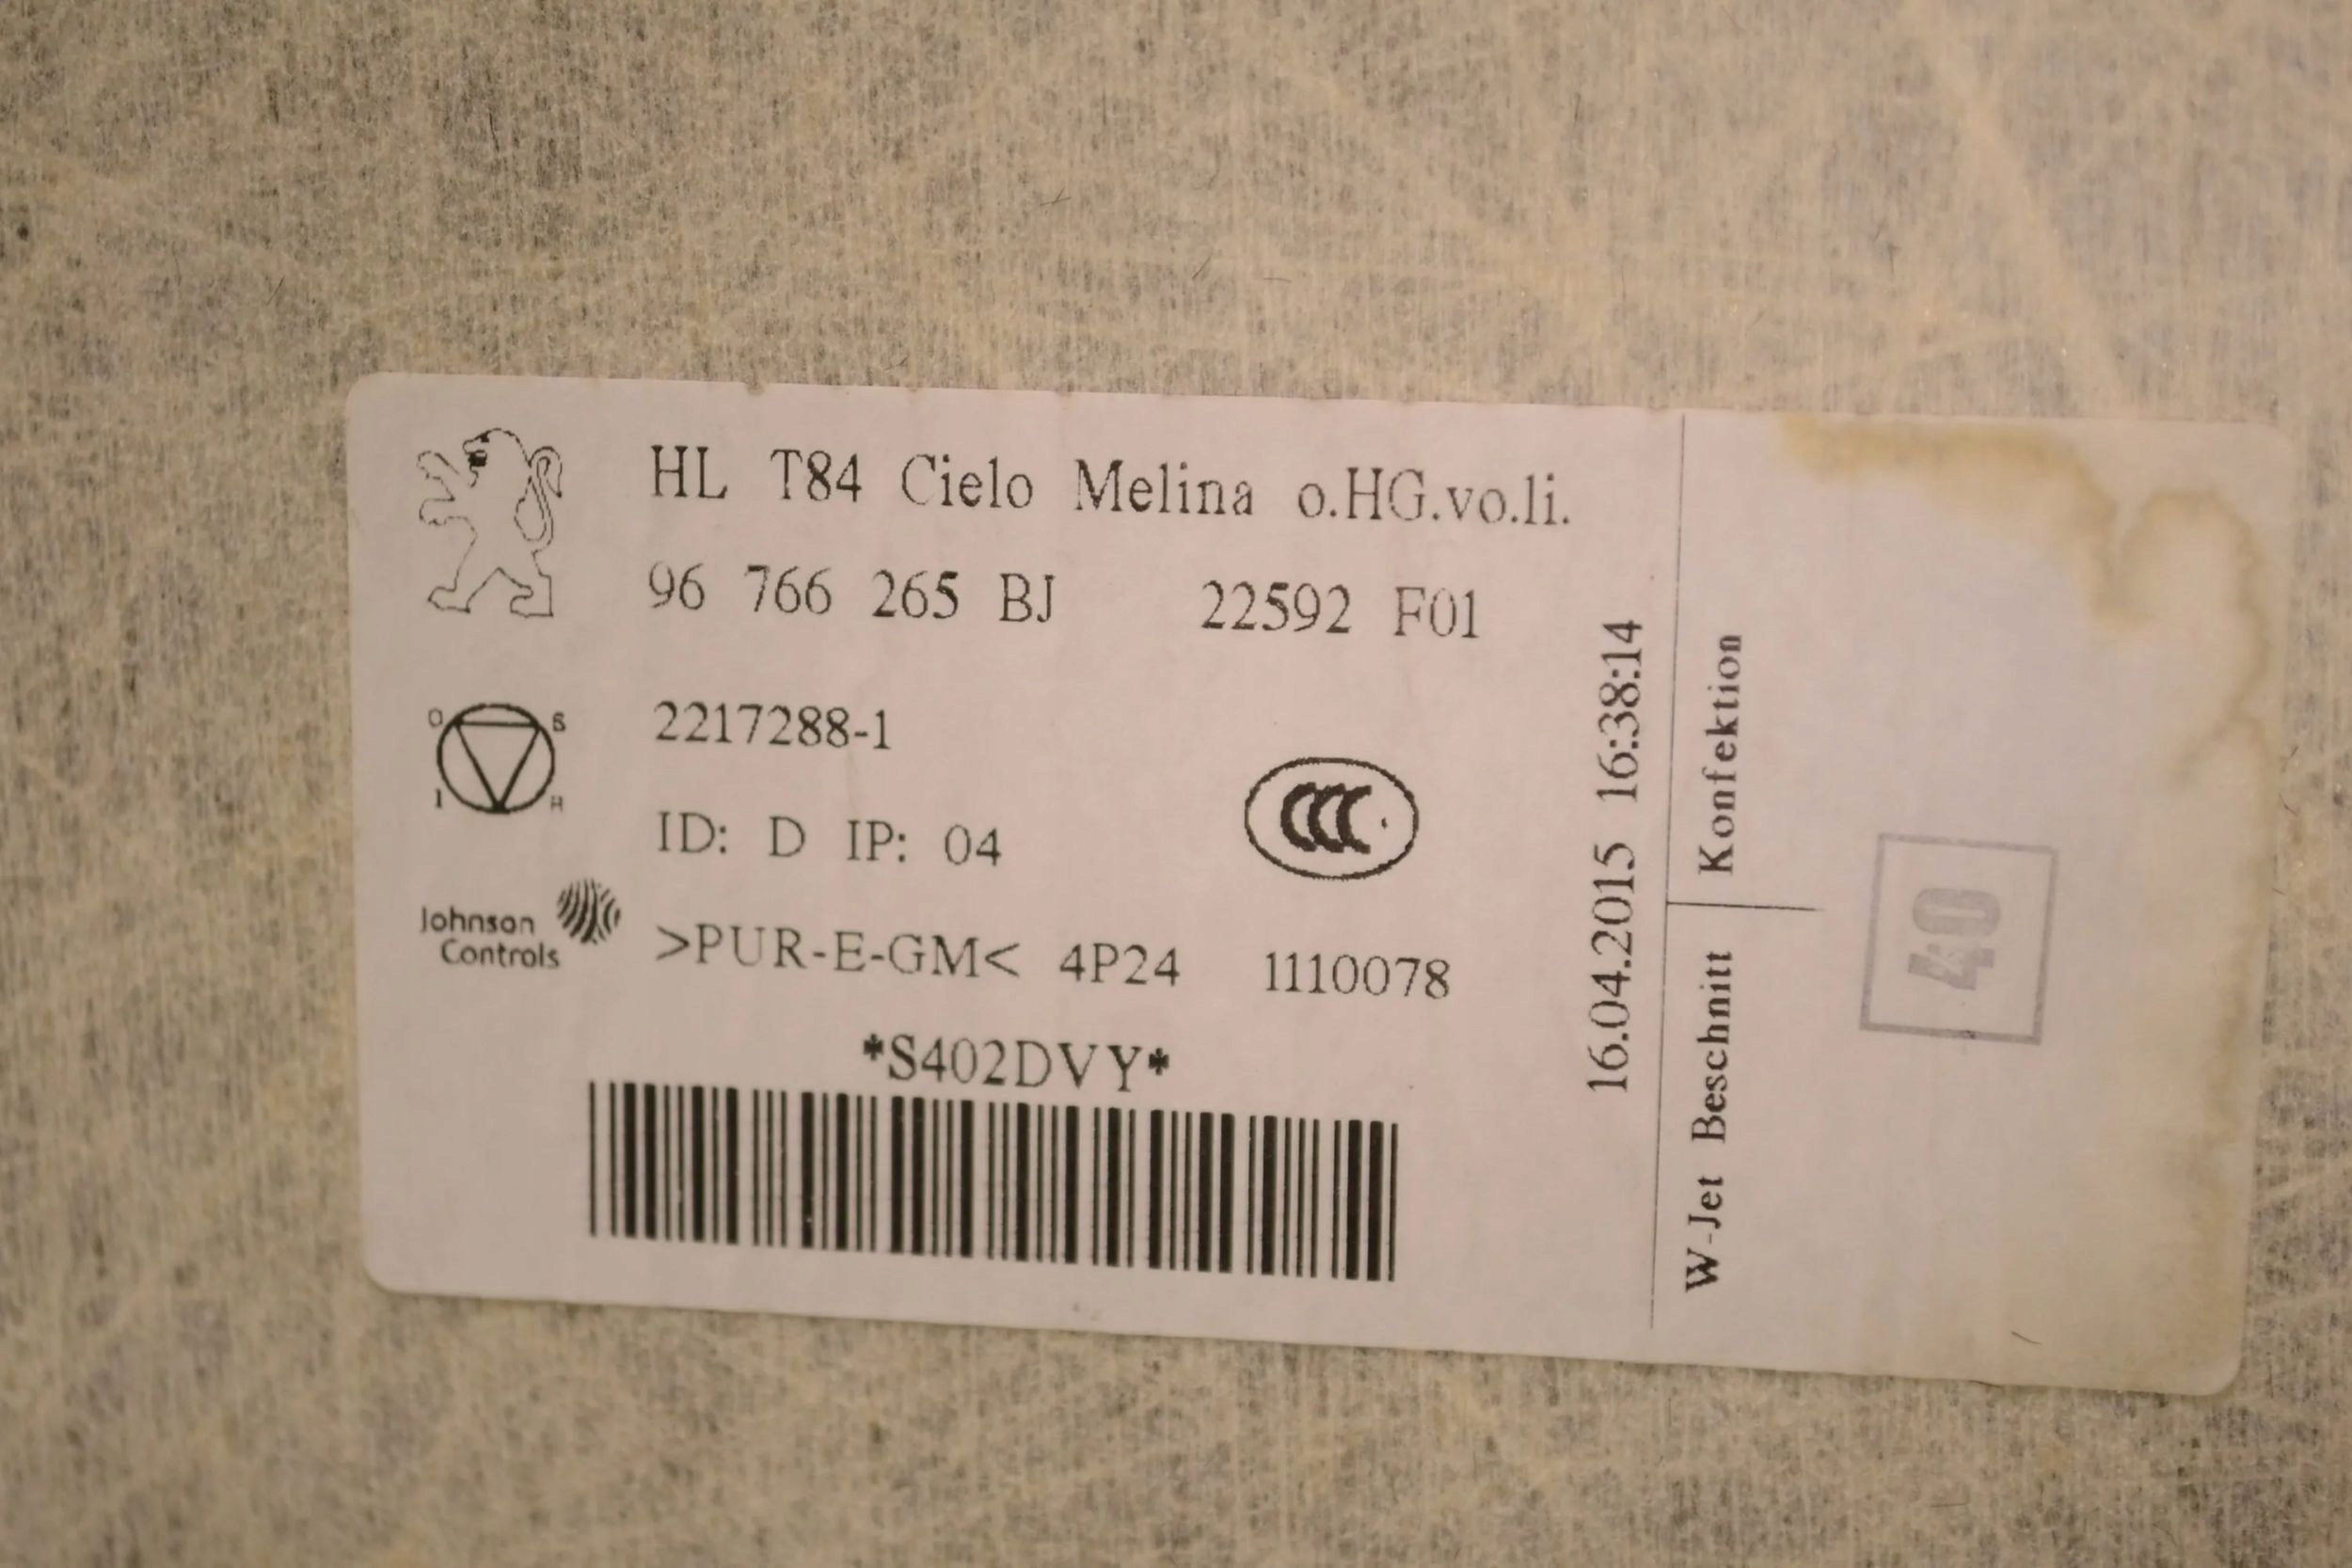 HL T84 Cielo Melina o.HG.vo.li.
96 766 265 BJ 22592 F01
2217288-1
O S I H
ID: D IP: 04
CCC
Johnson
Controls
>PUR-E-GM< 4P24 1110078
*S402DVY*
16.04.2015 16:38:14
W-Jet Beschnitt
Konfektion
40